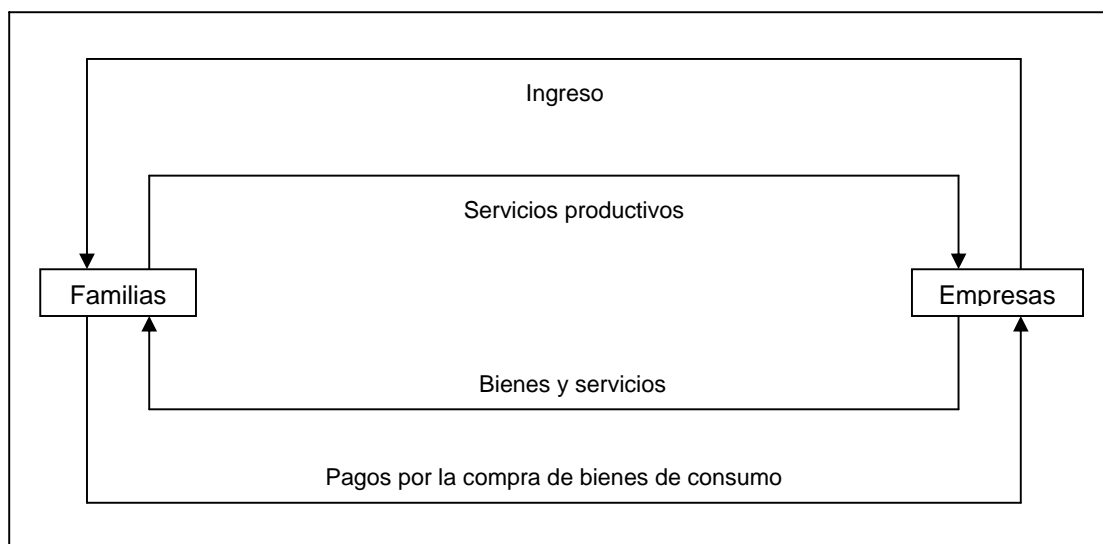 Ingreso
Servicios productivos
Familias
Empresas
Bienes y servicios
Pagos por la compra de bienes de consumo